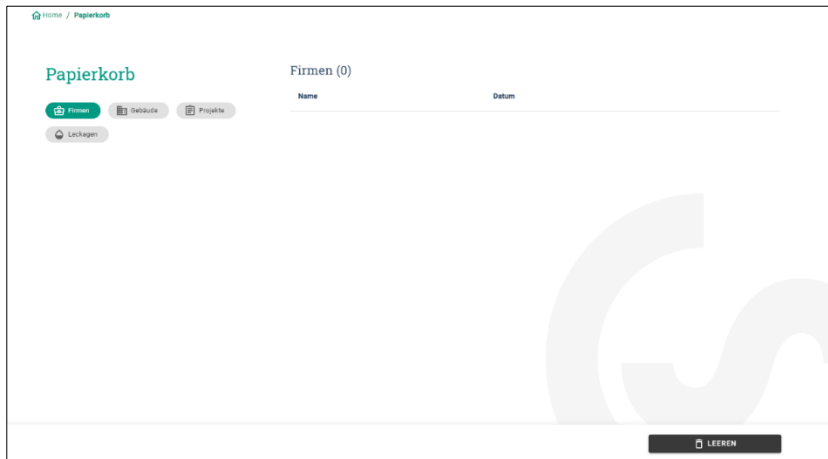 Home / Papierkorb
Papierkorb
Firmen
Gebäude
Projekte
Leckagen
Firmen (0)
Name Datum
LEEREN